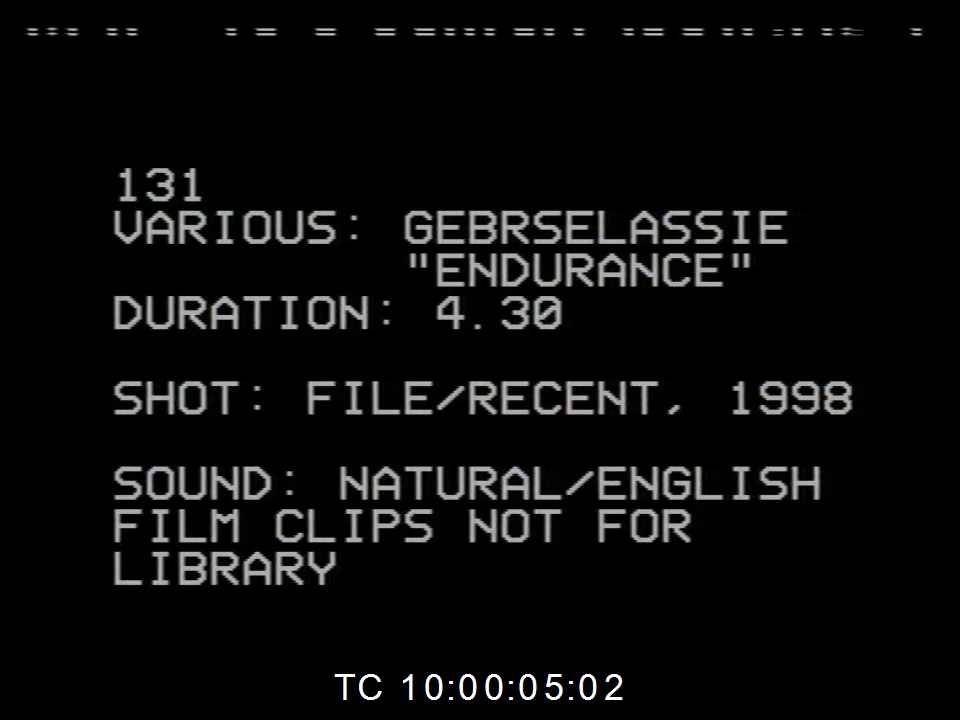 131
VARIOUS: GEBRSELASSIE
"ENDURANCE"
DURATION: 4.30
SHOT: FILE/RECENT, 1998
SOUND: NATURAL/ENGLISH
FILM CLIPS NOT FOR
LIBRARY
TC 10:00:05:02